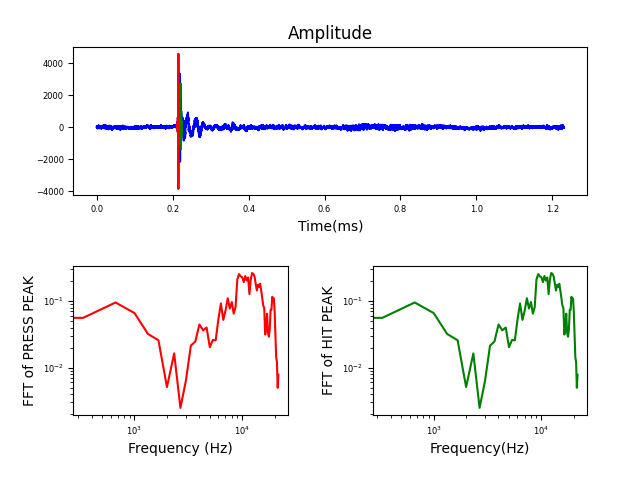 Amplitude
4000
2000
0
−2000
−4000
0.0 0.2 0.4 0.6 0.8 1.0 1.2
Time(ms)
FFT of PRESS PEAK
10⁻¹
10⁻²
10³ 10⁴
Frequency (Hz)
FFT of HIT PEAK
10⁻¹
10⁻²
10³ 10⁴
Frequency(Hz)